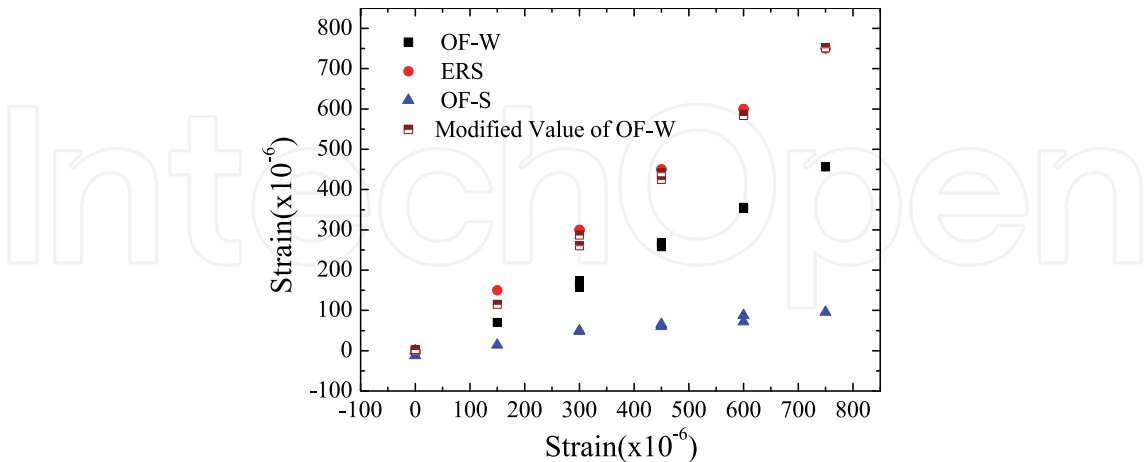 IntechOpen
OF-W
ERS
OF-S
Modified Value of OF-W
Strain(x10⁻⁶)
800
700
600
500
400
300
200
100
0
-100
-100 0 100 200 300 400 500 600 700 800
Strain(x10⁻⁶)